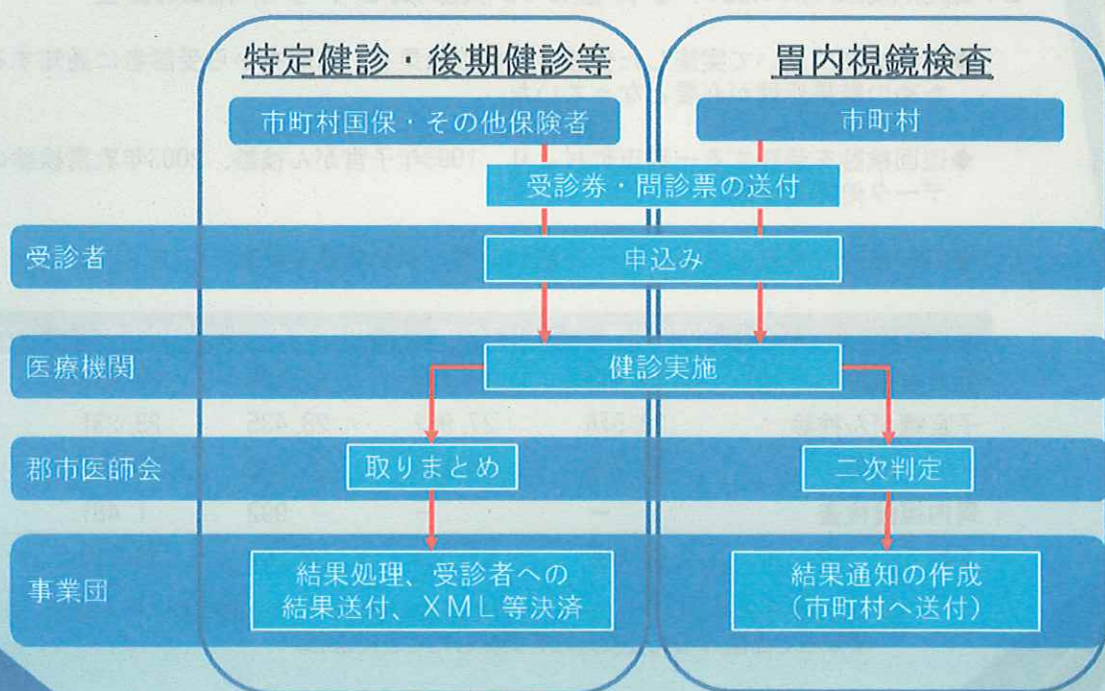 特定健診・後期健診等
胃内視鏡検査
市町村国保・その他保険者
市町村
受診券・問診票の送付
受診者
申込み
医療機関
健診実施
郡市医師会
取りまとめ
二次判定
事業団
結果処理、受診者への
結果送付、XML等決済
結果通知の作成
(市町村へ送付)